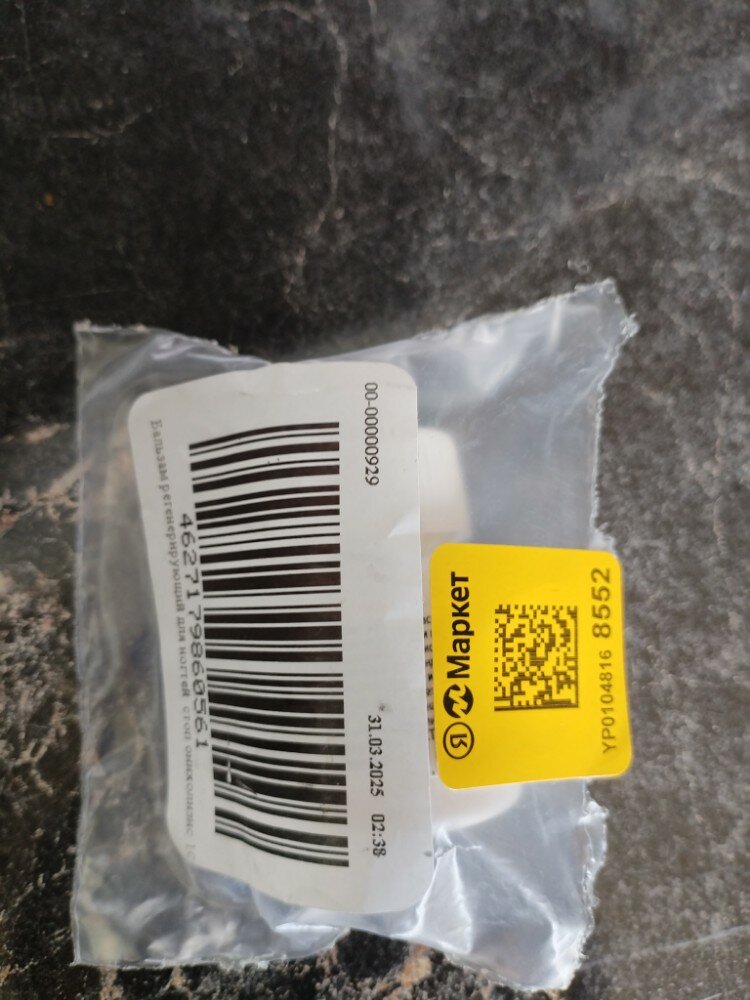 00-00000929
31.03.2025 02:38
4627179860561
Бальзам регенерирующий для ногтей стоп онихолизис
Я Маркет
YP0104816 8552